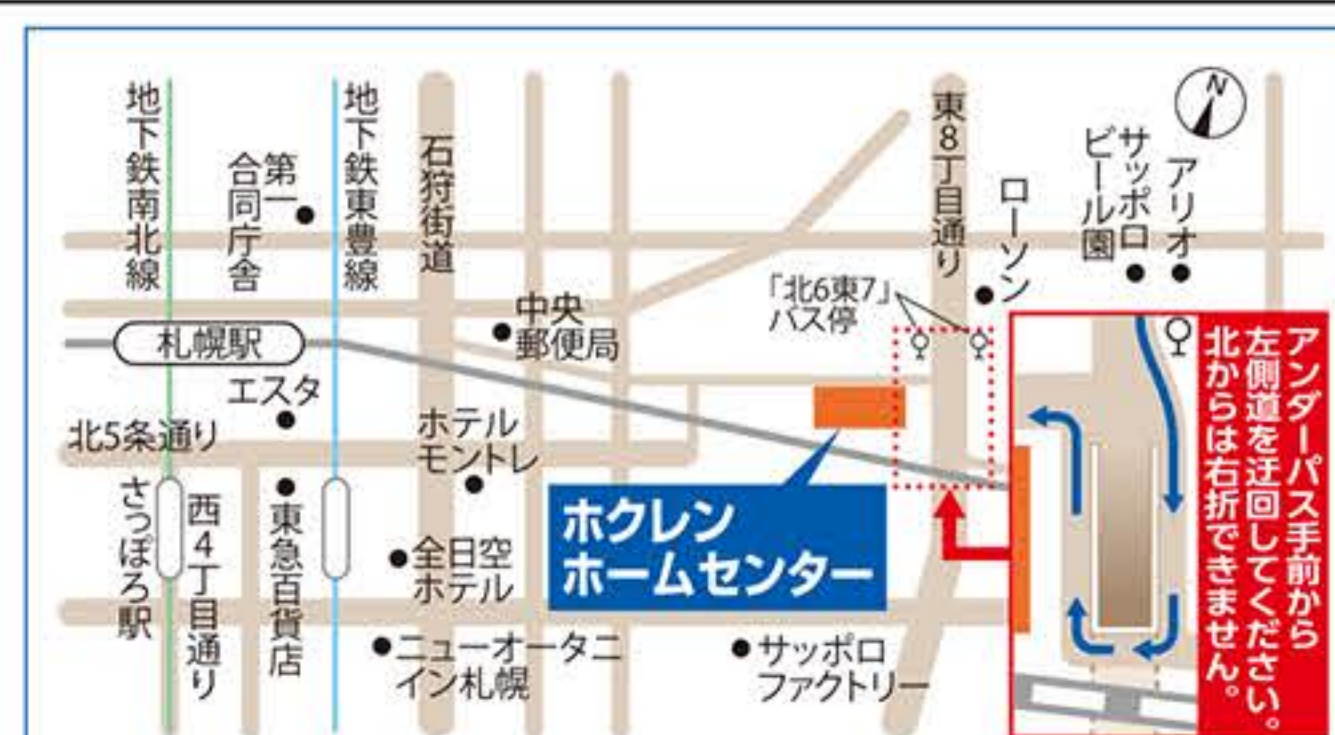 地下鉄南北線
第一
合同庁舎
地下鉄東豊線
石狩街道
東8丁目通り
ローソン
サッポロ
ビール園
アリオ
N
「北6東7」
バス停
中央
郵便局
札幌駅
エスタ
北5条通り
ホテル
モントレ
さっぽろ駅
西4丁目通り
東急百貨店
全日空
ホテル
ホクレン
ホームセンター
ニューオータニ
イン札幌
サッポロ
ファクトリー
アンダーパス手前から
左側道を迂回してください。
北からは右折できません。